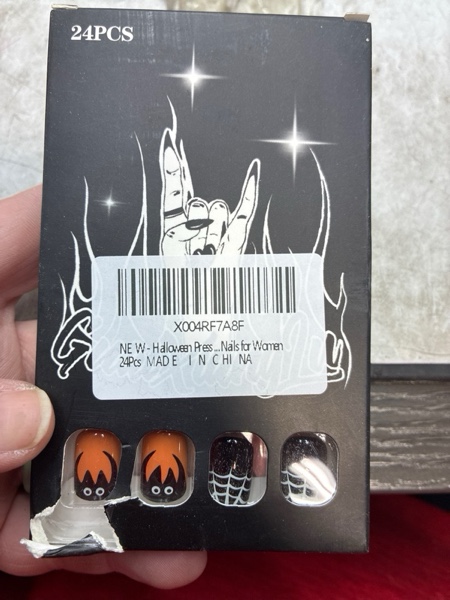 24PCS
X004RF7A8F
NEW - Halloween Press...Nails for Women
24Pcs MADE IN CHINA